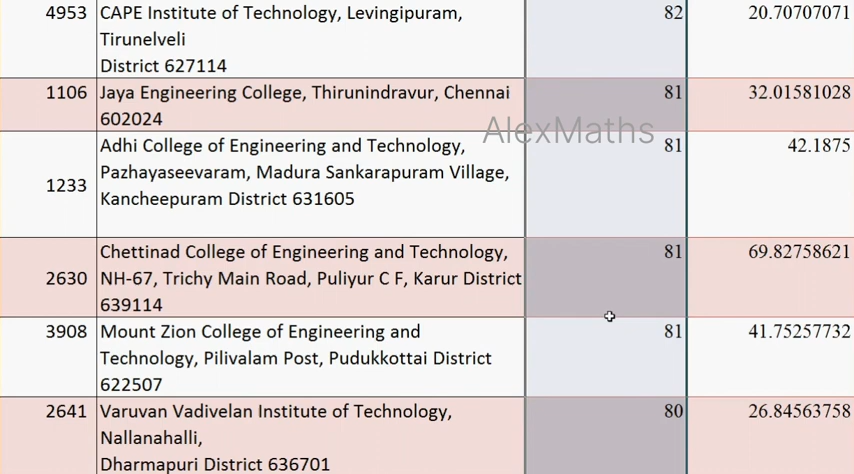 4953 CAPE Institute of Technology, Levingipuram, 82 20.70707071
Tirunelveli
District 627114
1106 Jaya Engineering College, Thirunindravur, Chennai 81 32.01581028
602024
AlexMaths
Adhi College of Engineering and Technology, 81 42.1875
Pazhayaseevaram, Madura Sankarapuram Village,
1233
Kancheepuram District 631605
Chettinad College of Engineering and Technology, 81 69.82758621
2630 NH-67, Trichy Main Road, Puliyur C F, Karur District
639114
3908 Mount Zion College of Engineering and 81 41.75257732
Technology, Pilivalam Post, Pudukkottai District
622507
2641 Varuvan Vadivelan Institute of Technology, 80 26.84563758
Nallanahalli,
Dharmapuri District 636701